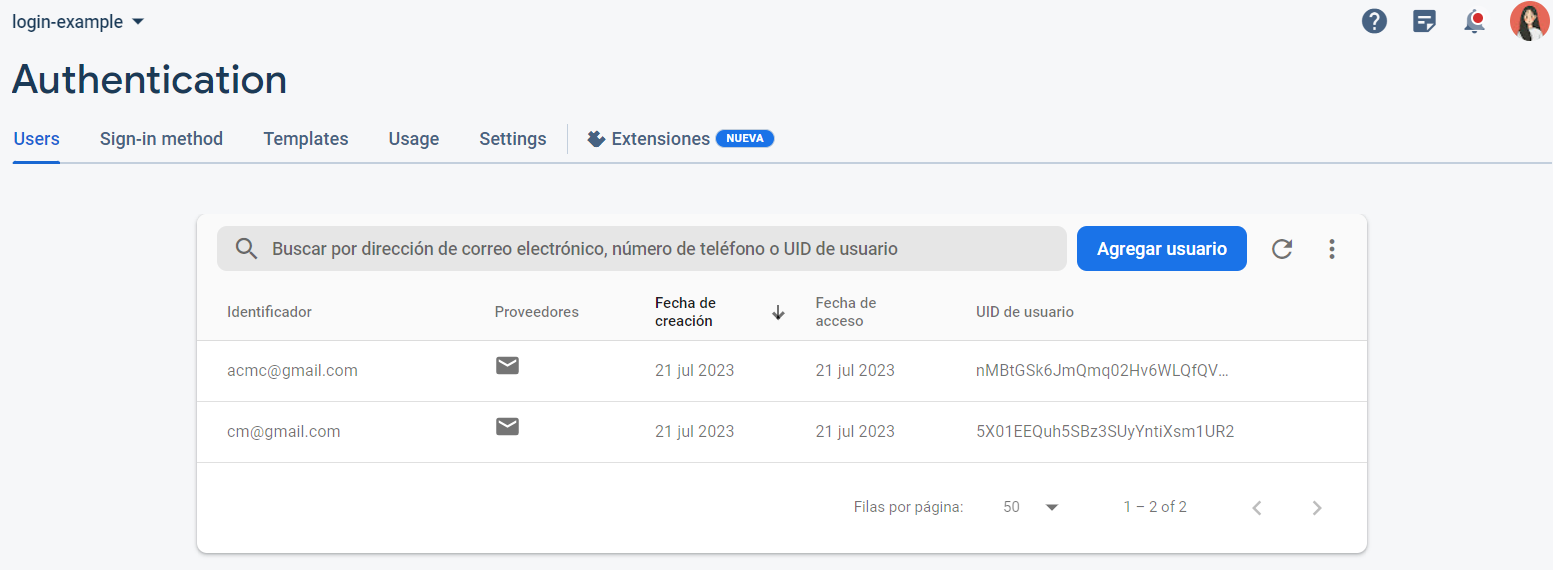 login-example
Authentication
Users Sign-in method Templates Usage Settings Extensiones NUEVA
Buscar por dirección de correo electrónico, número de teléfono o UID de usuario Agregar usuario
Identificador Proveedores Fecha de creación Fecha de acceso UID de usuario
acmc@gmail.com 21 jul 2023 21 jul 2023 nMBtGSk6JmQmq02Hv6WLQfQV...
cm@gmail.com 21 jul 2023 21 jul 2023 5X01EEQuh5SBz3SUyYntiXsm1UR2
Filas por página: 50 1 – 2 of 2